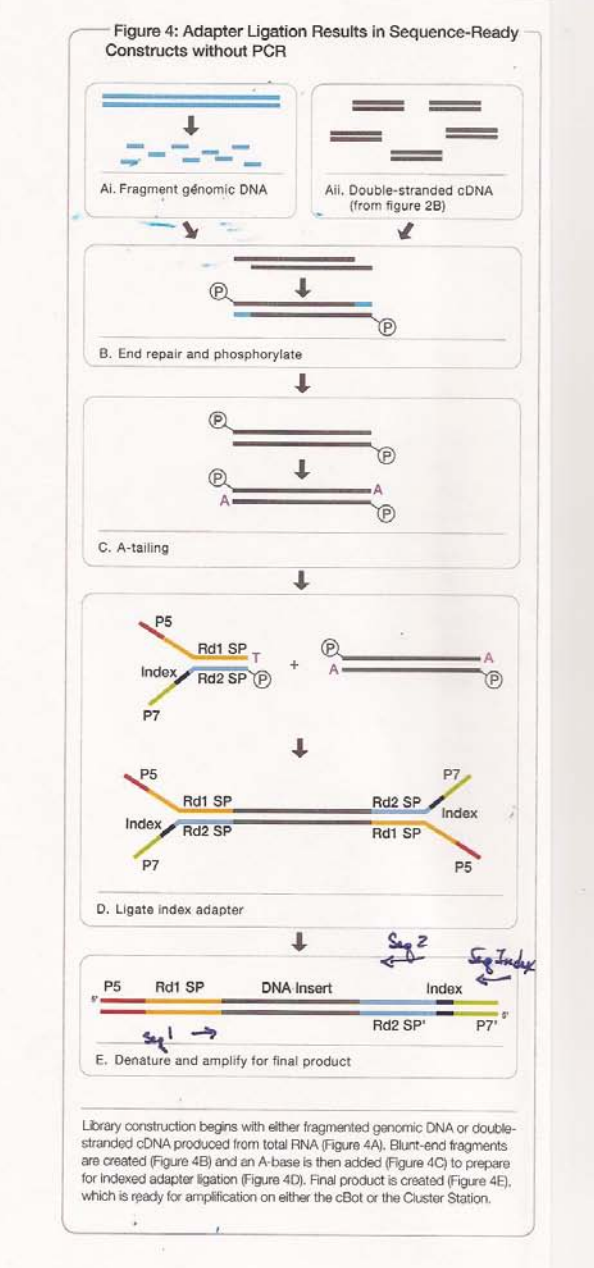 Figure 4: Adapter Ligation Results in Sequence-Ready
Constructs without PCR
Ai. Fragment genomic DNA
Aii. Double-stranded cDNA
(from figure 2B)
P
P
B. End repair and phosphorylate
P
P
P
A
A
P
C. A-tailing
P5
Rd1 SP T
Index Rd2 SP P
P7
+
P
A
A
P
P5
Rd1 SP
Index
Rd2 SP
P7
P7
Rd2 SP
Index
Rd1 SP
P5
D. Ligate index adapter
Seq 2
Seq Index
P5 Rd1 SP DNA Insert Index
5'
5'
Rd2 SP' P7'
Seq 1
E. Denature and amplify for final product
Library construction begins with either fragmented genomic DNA or double-
stranded cDNA produced from total RNA (Figure 4A). Blunt-end fragments
are created (Figure 4B) and an A-base is then added (Figure 4C) to prepare
for indexed adapter ligation (Figure 4D). Final product is created (Figure 4E),
which is ready for amplification on either the cBot or the Cluster Station.